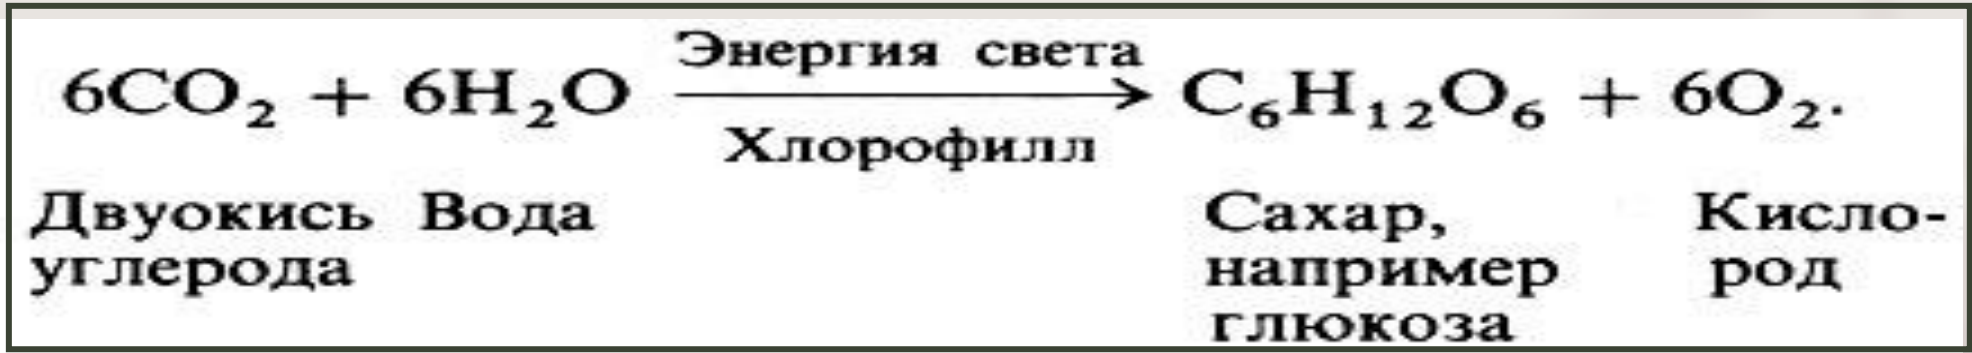 Энергия света
6CO₂ + 6H₂O → C₆H₁₂O₆ + 6O₂.
Хлорофилл
Двуокись Вода Сахар, Кисло-
углерода например род
глюкоза